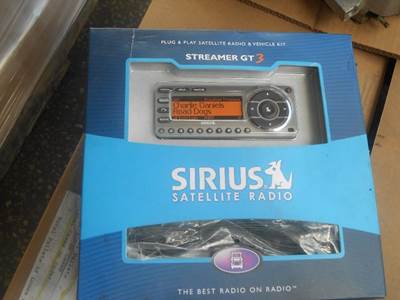 PLUG & PLAY SATELLITE RADIO & VEHICLE KIT
STREAMER GT3
Charlie Daniels
Road Dogs
SIRIUS
SATELLITE RADIO
THE BEST RADIO ON RADIO™